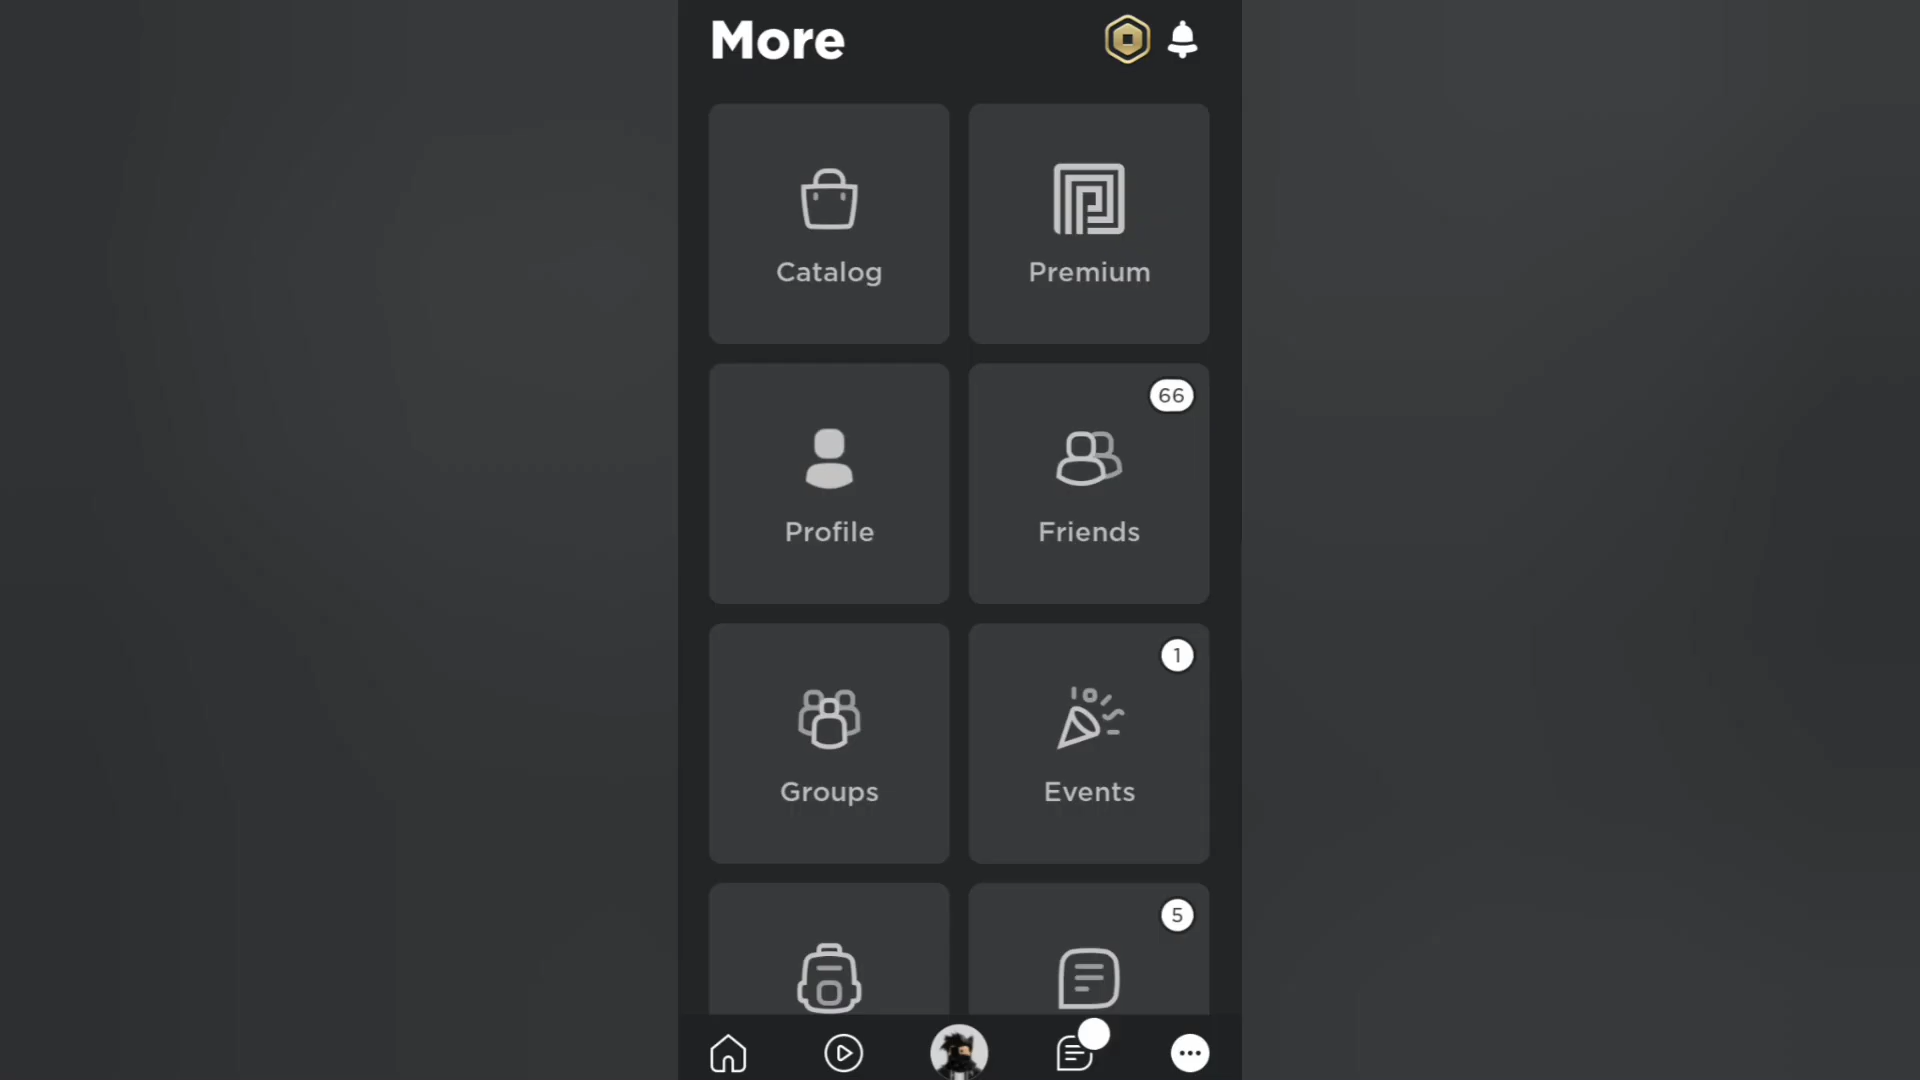 More
Catalog
Premium
66
Profile
Friends
1
Groups
Events
5